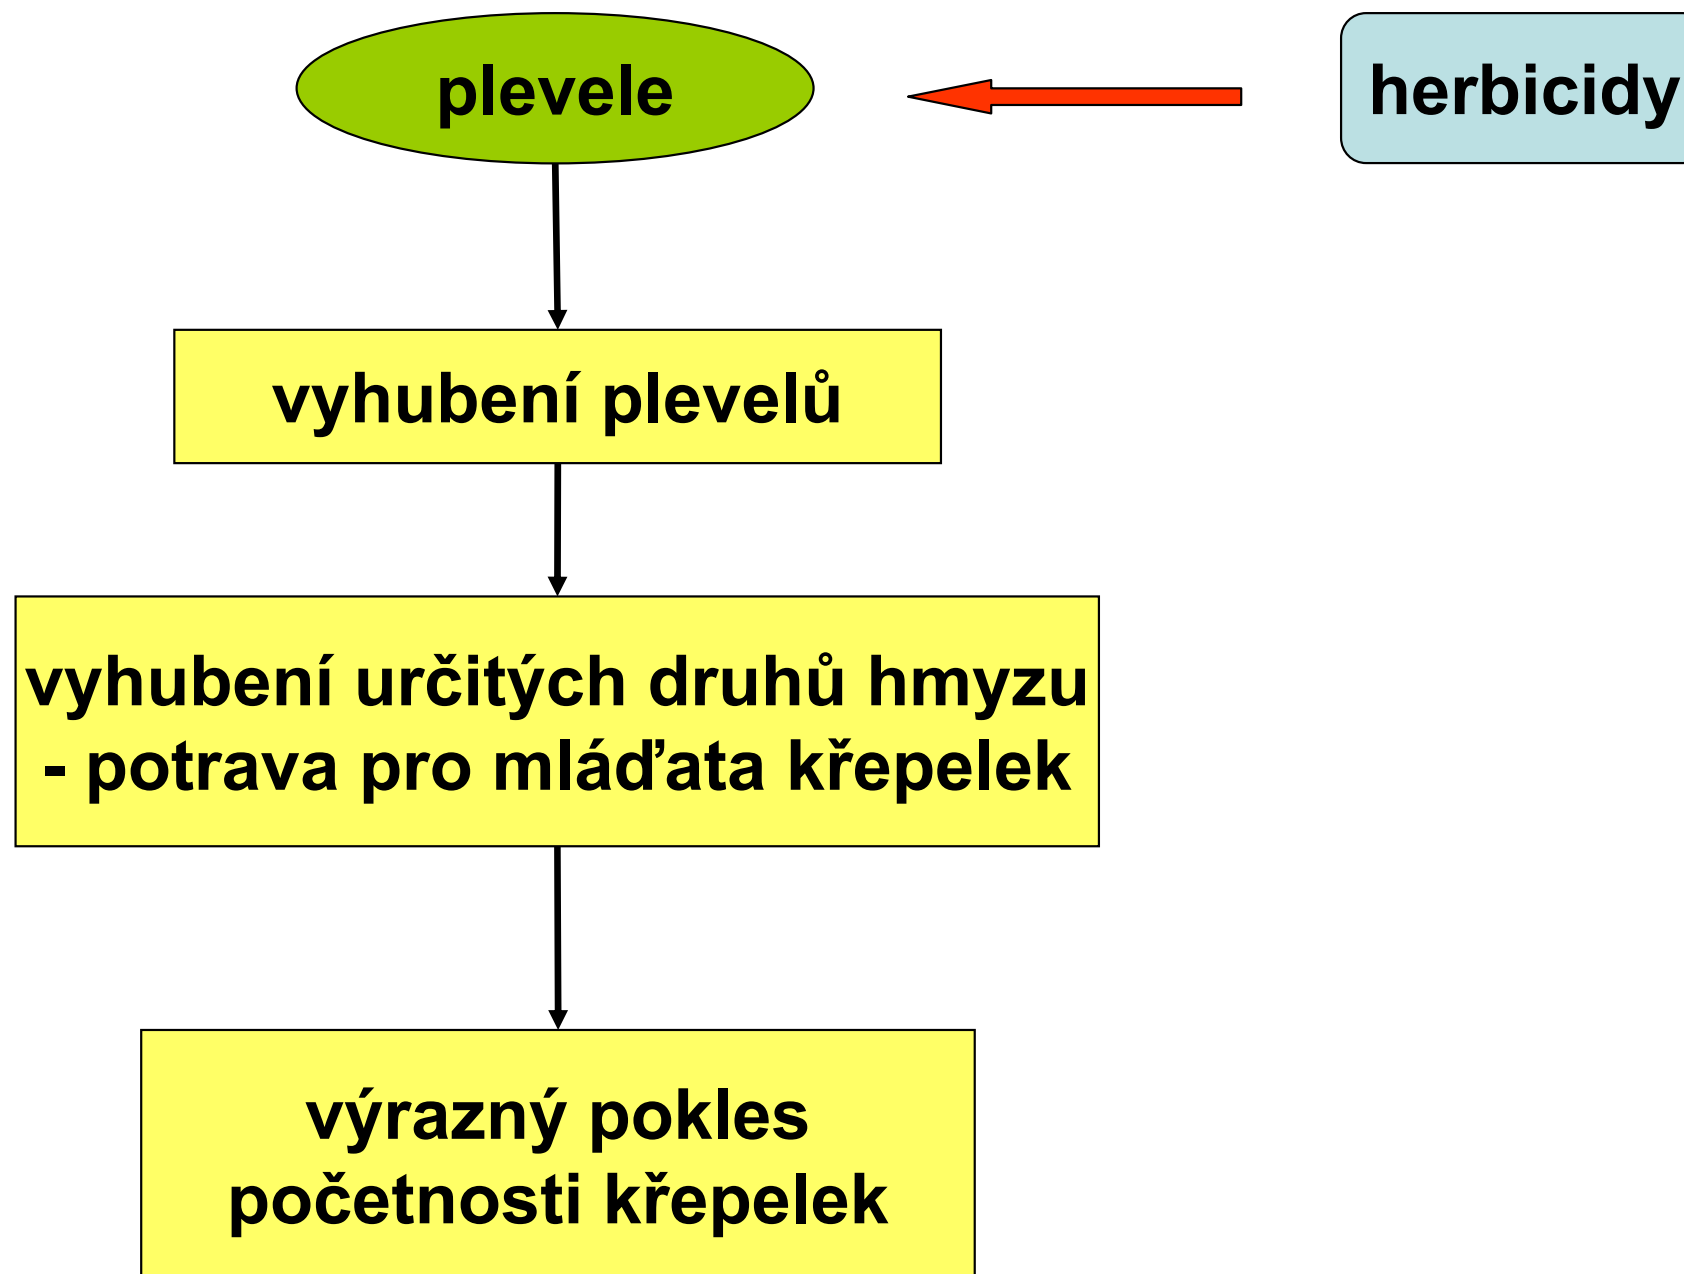 plevele
herbicidy
vyhubení plevelů
vyhubení určitých druhů hmyzu
- potrava pro mláďata křepelek
výrazný pokles
početnosti křepelek